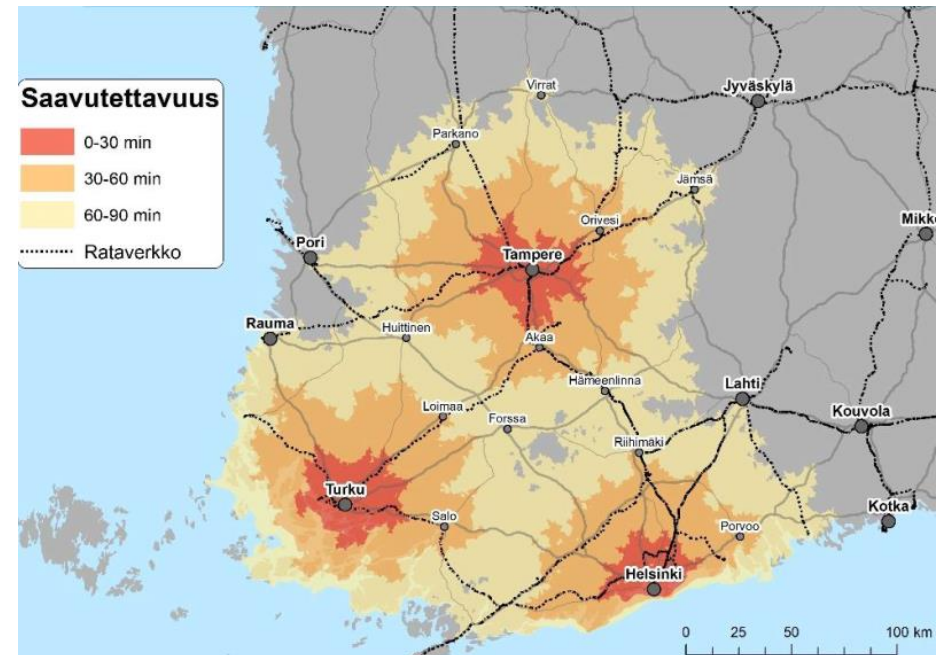 Saavutettavuus
0-30 min
30-60 min
60-90 min
Rataverkko
Virrat
Jyväskylä
Parkano
Jämsä
Orivesi
Mikke
Pori
Tampere
Rauma
Huittinen
Akaa
Hämeenlinna
Lahti
Loimaa
Forssa
Kouvola
Riihimäki
Turku
Salo
Porvoo
Kotka
Helsinki
0 25 50 100 km